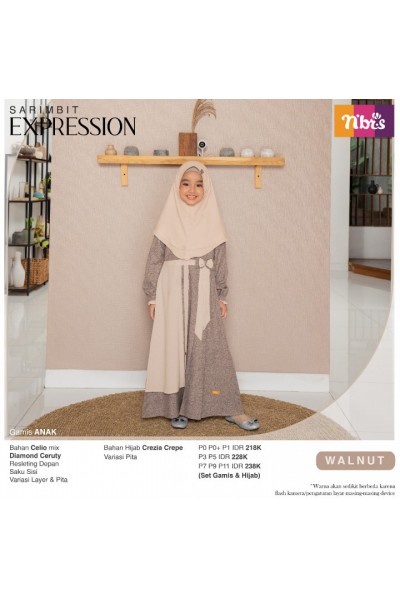 SARIMBIT
EXPRESSION
nibr's
Gamis ANAK
Bahan Celio mix
Diamond Ceruty
Resleting Depan
Saku Sisi
Variasi Layer & Pita
Bahan Hijab Crezia Crepe
Variasi Pita
P0 P0+ P1 IDR 218K
P3 P5 IDR 228K
P7 P9 P11 IDR 238K
(Set Gamis & Hijab)
WALNUT
*Warna akan sedikit berbeda karena
flash kamera/pengaturan layar masing-masing device